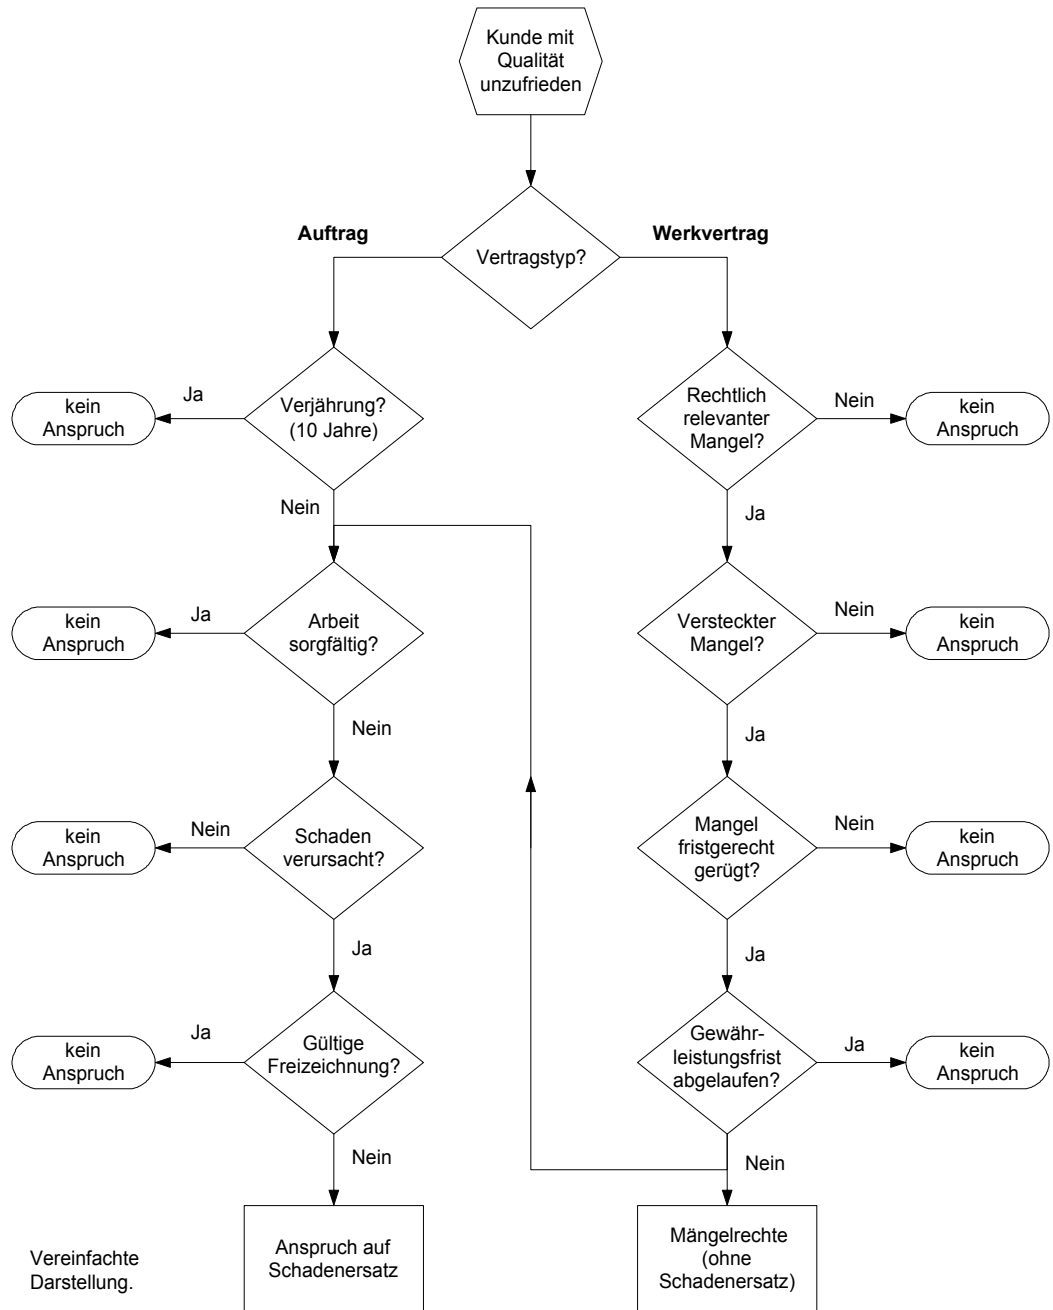 Kunde mit
Qualität
unzufrieden
Auftrag
Werkvertrag
Vertragstyp?
kein
Anspruch
Ja
Verjährung?
(10 Jahre)
Rechtlich
relevanter
Mangel?
Nein
kein
Anspruch
Nein
Ja
kein
Anspruch
Ja
Arbeit
sorgfältig?
Versteckter
Mangel?
Nein
kein
Anspruch
Nein
Ja
kein
Anspruch
Nein
Schaden
verursacht?
Mangel
fristgerecht
gerügt?
Nein
kein
Anspruch
Ja
Ja
kein
Anspruch
Ja
Gültige
Freizeichnung?
Gewähr-
leistungsfrist
abgelaufen?
Ja
kein
Anspruch
Nein
Nein
Vereinfachte
Darstellung.
Anspruch auf
Schadenersatz
Mängelrechte
(ohne
Schadenersatz)